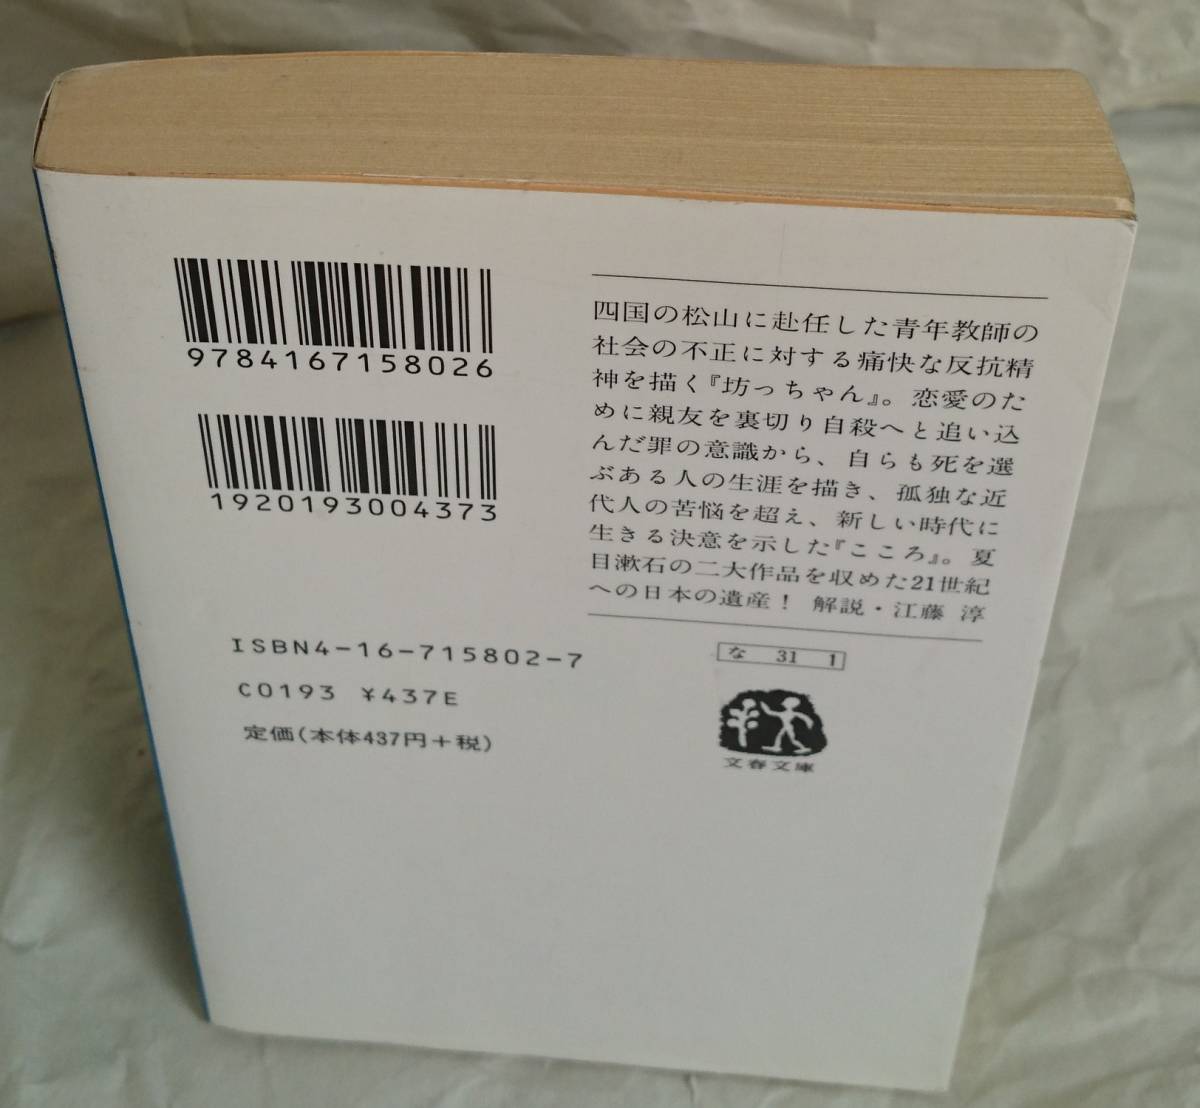 9784167158026
1920193004373
ISBN4-16-715802-7
C0193 ¥437E
定価(本体437円+税)
四国の松山に赴任した青年教師の
社会の不正に対する痛快な反抗精
神を描く『坊っちゃん』。恋愛のた
めに親友を裏切り自殺へと追い込
んだ罪の意識から、自らも死を選
ぶある人の生涯を描き、孤独な近
代人の苦悩を超え、新しい時代に
生きる決意を示した『こころ』。夏
目漱石の二大作品を収めた21世紀
への日本の遺産! 解説・江藤 淳
な 31 1
文春文庫